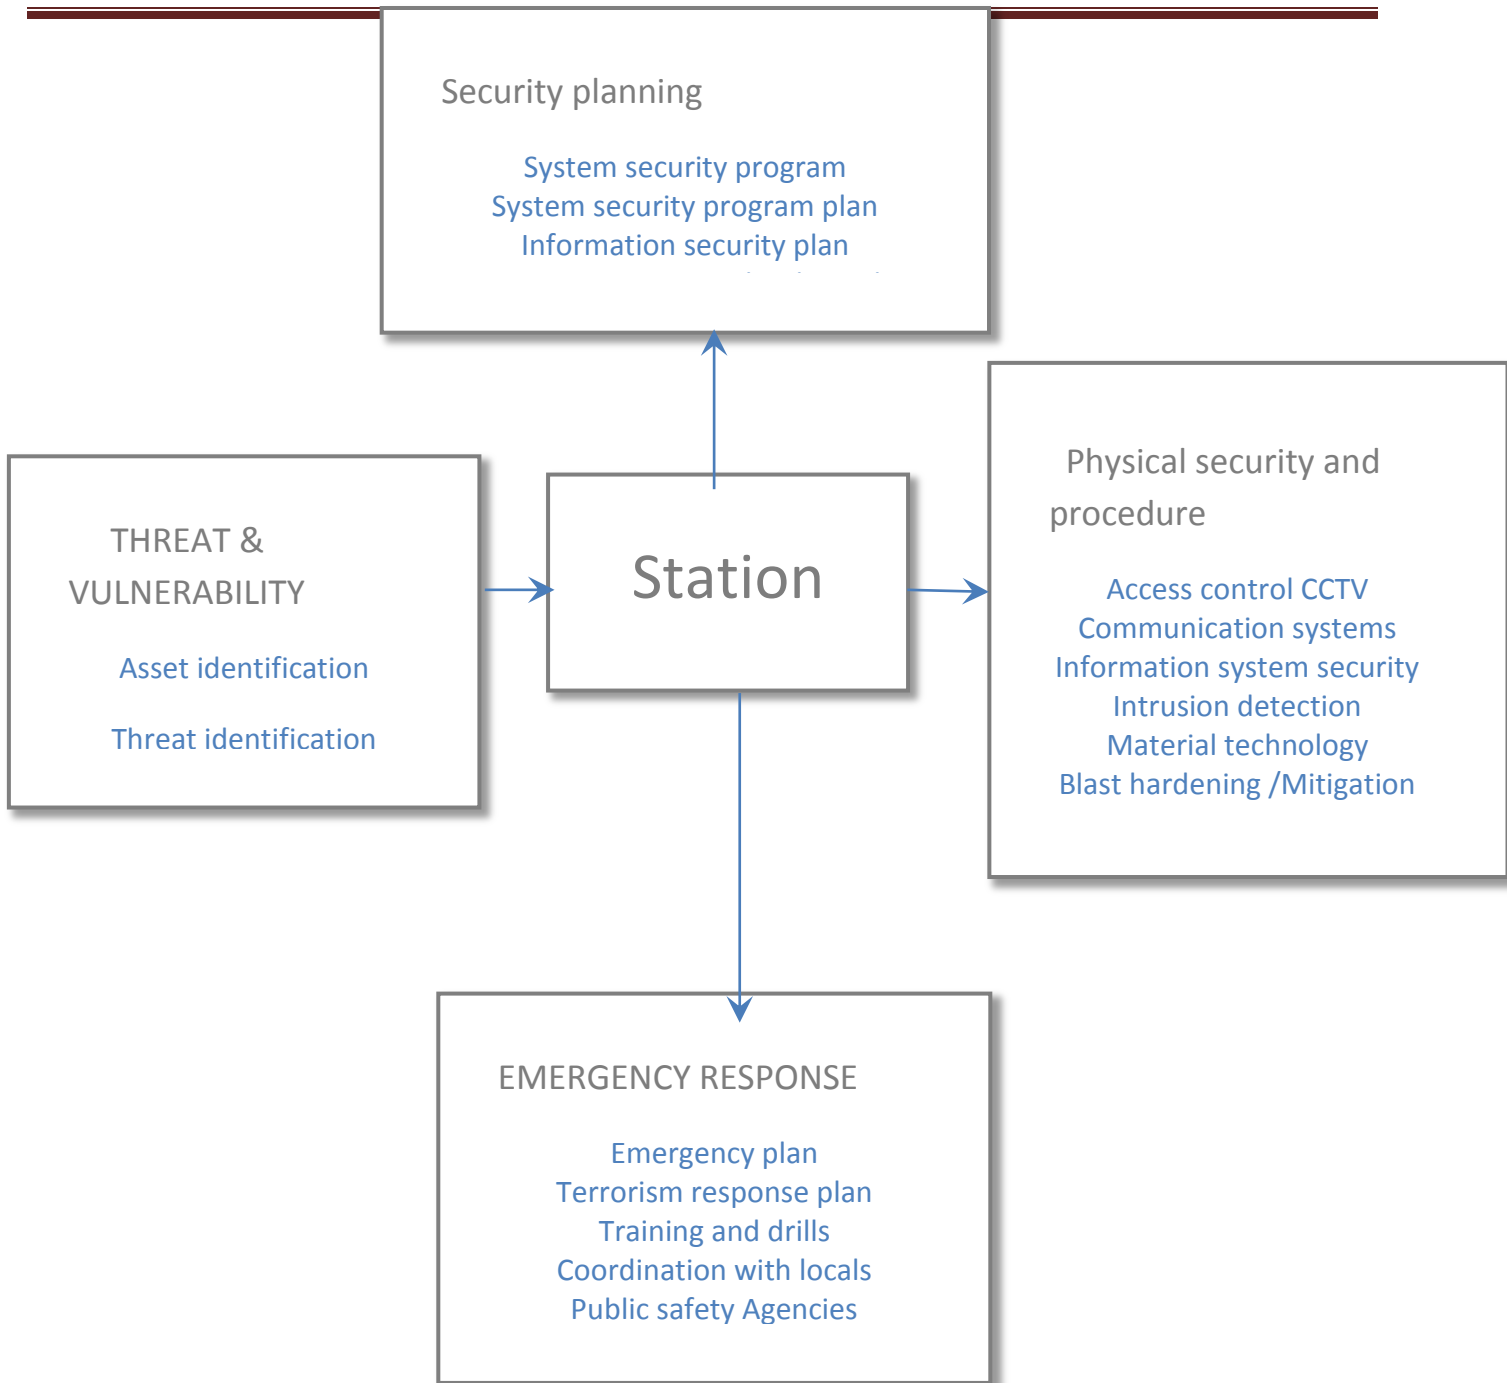 Security planning
System security program
System security program plan
Information security plan
THREAT &
VULNERABILITY
Asset identification
Threat identification
Station
Physical security and
procedure
Access control CCTV
Communication systems
Information system security
Intrusion detection
Material technology
Blast hardening /Mitigation
EMERGENCY RESPONSE
Emergency plan
Terrorism response plan
Training and drills
Coordination with locals
Public safety Agencies